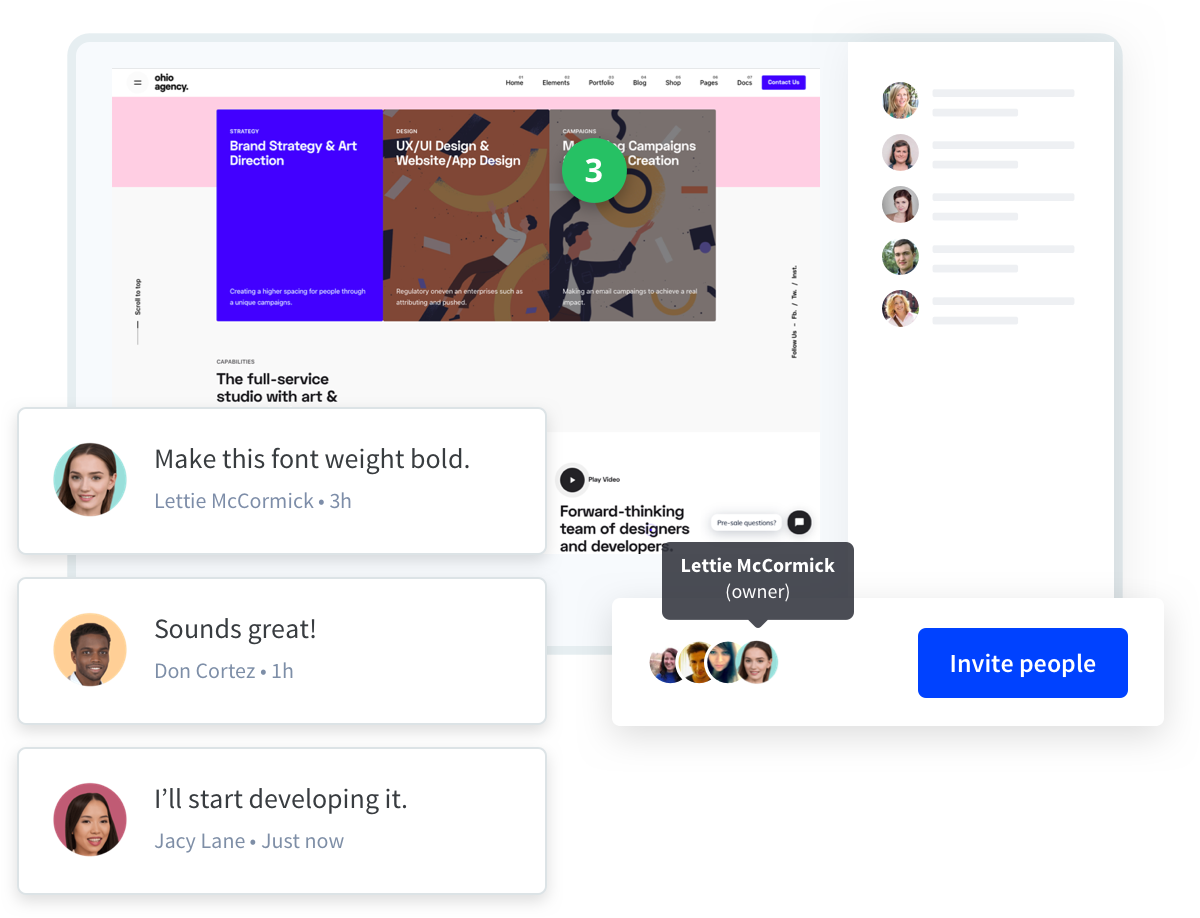 ohio
agency.
01 02 03 04 05 06 07
Home Elements Portfolio Blog Shop Pages Docs Contact Us
STRATEGY
Brand Strategy & Art
Direction
Creating a higher spacing for people through
a unique campaigns.
DESIGN
UX/UI Design &
Website/App Design
Regulatory oneven an enterprises such as
attributing and pushed.
CAMPAIGNS
Campaigns
Creation
3
Making an email campaings to achieve a real
impact.
Scroll to top
Follow Us – Fb. / Tw. / Inst.
CAPABILITIES
The full-service
studio with art &
Play Video
Forward-thinking
team of designers
and developers.
Pre-sale questions?
Make this font weight bold.
Lettie McCormick • 3h
Sounds great!
Don Cortez • 1h
I’ll start developing it.
Jacy Lane • Just now
Lettie McCormick
(owner)
Invite people